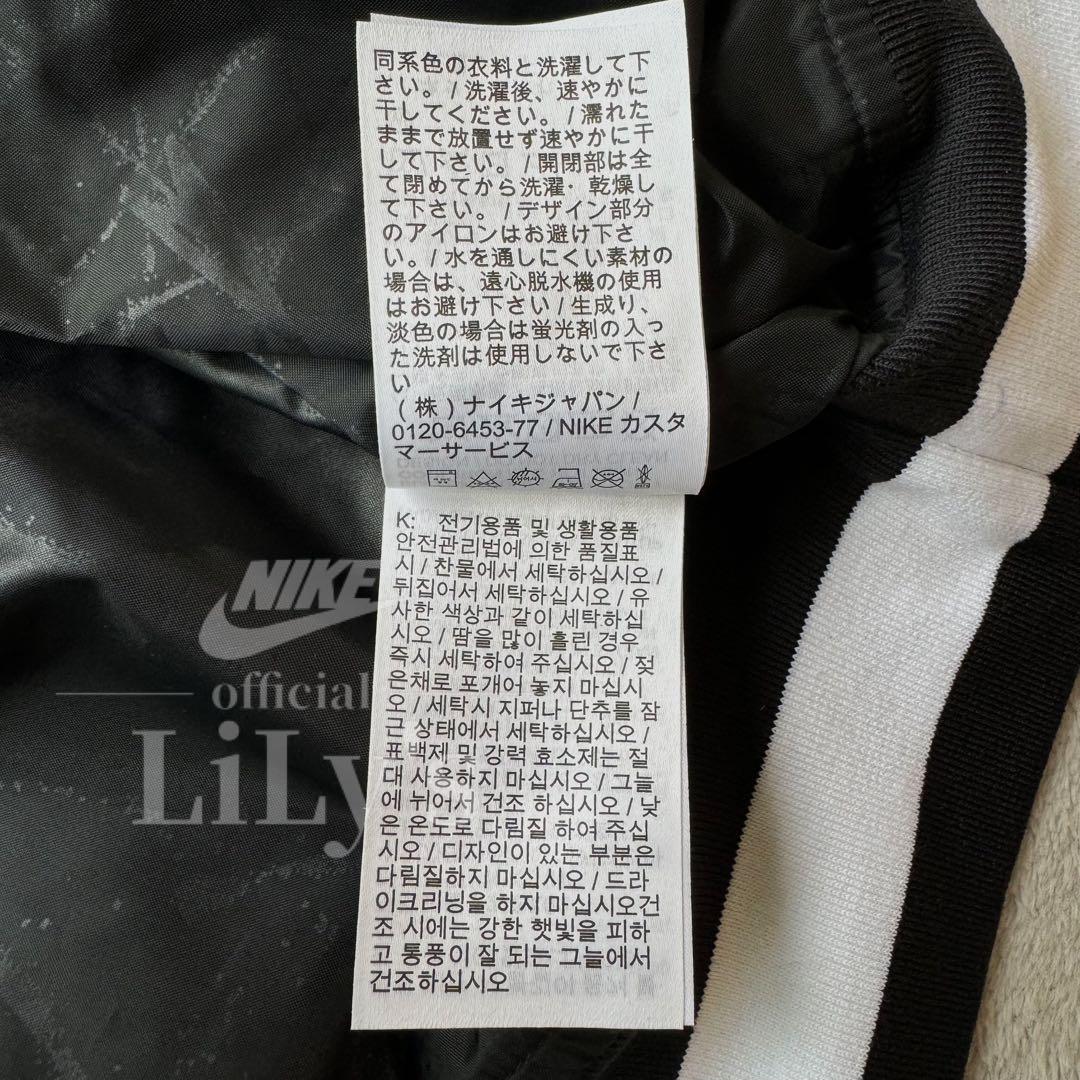 同系色の衣料と洗濯して下
さい。/ 洗濯後、速やかに
干してください。/ 濡れた
ままで放置せず速やかに干
して下さい。/ 開閉部は全
て閉めてから洗濯・乾燥し
て下さい。/ デザイン部分
のアイロンはお避け下さ
い。/ 水を通しにくい素材の
場合は、遠心脱水機の使用
はお避け下さい / 生成り、
淡色の場合は蛍光剤の入っ
た洗剤は使用しないで下さ
い
(株) ナイキジャパン /
0120-6453-77 / NIKE カスタ
マーサービス
K: 전기용품 및 생활용품
안전관리법에 의한 품질표
시 / 찬물에서 세탁하십시오 /
뒤집어서 세탁하십시오 / 유
사한 색상과 같이 세탁하십
시오 / 땀을 많이 흘린 경우
즉시 세탁하여 주십시오 / 젖
은채로 포개어 놓지 마십시
오 / 세탁시 지퍼나 단추를 잠
근 상태에서 세탁하십시오 /
표백제 및 강력 효소제는 절
대 사용하지 마십시오 / 그늘
에 뉘어서 건조 하십시오 / 낮
은 온도로 다림질 하여 주십
시오 / 디자인이 있는 부분은
다림질하지 마십시오 / 드라
이크리닝을 하지 마십시오건
조 시에는 강한 햇빛을 피하
고 통풍이 잘 되는 그늘에서
건조하십시오
NIKE
official
LiLy